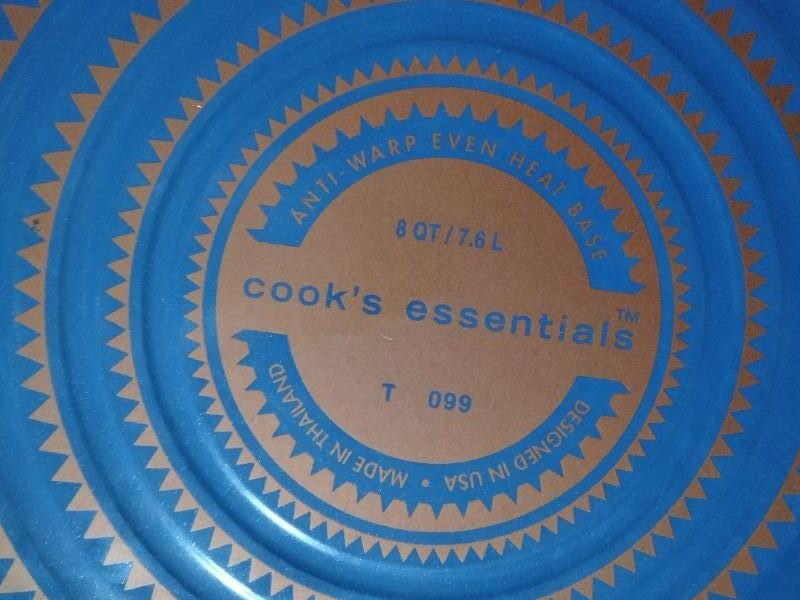 ANTI-WARP EVEN HEAT BASE
8 QT / 7.6 L
cook's essentials™
T 099
DESIGNED IN USA • MADE IN THAILAND